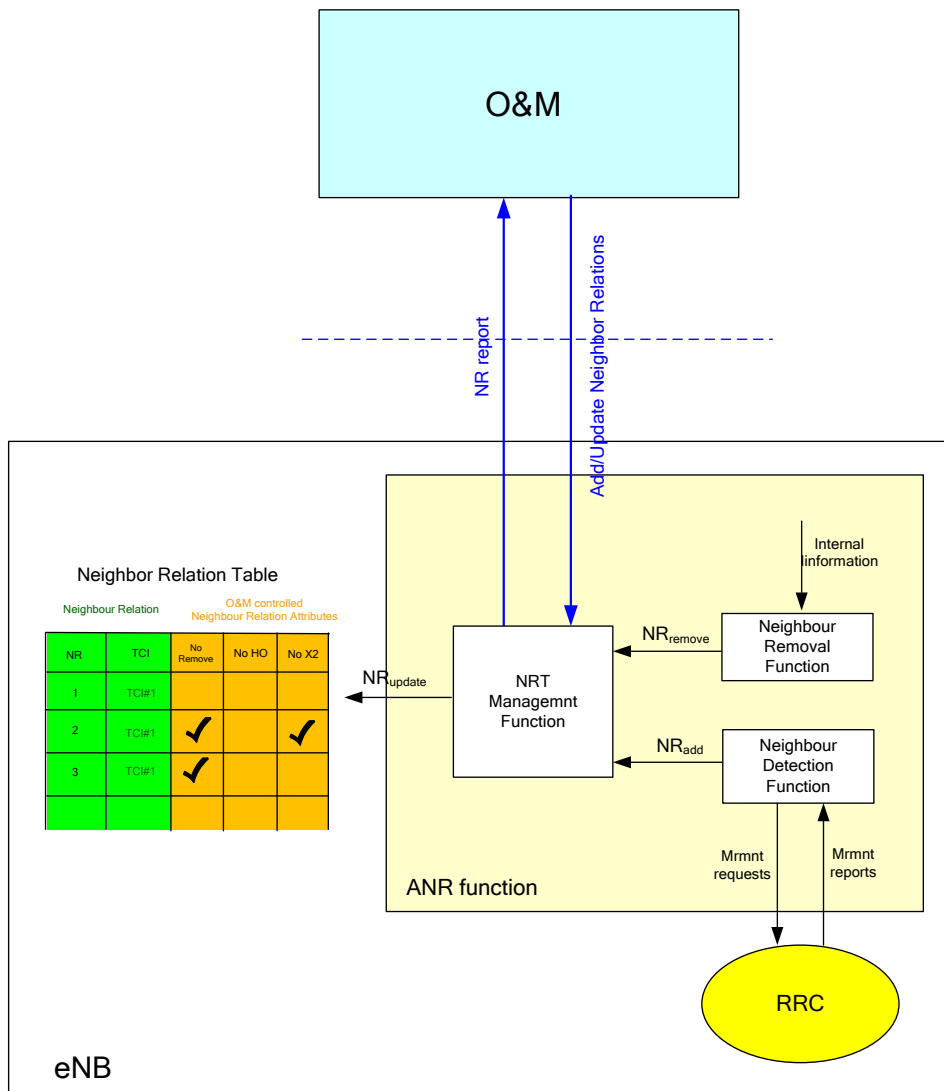 O&M
NR report
Add/Update Neighbor Relations
Neighbor Relation Table
Neighbour Relation
O&M controlled
Neighbour Relation Attributes
NR TCI No Remove No HO No X2
1 TCI#1
2 TCI#1 ✓ ✓
3 TCI#1 ✓
NRupdate
NRT
Managemnt
Function
Internal
Iinformation
NRremove
Neighbour
Removal
Function
NRadd
Neighbour
Detection
Function
Mrmnt
requests
Mrmnt
reports
ANR function
RRC
eNB